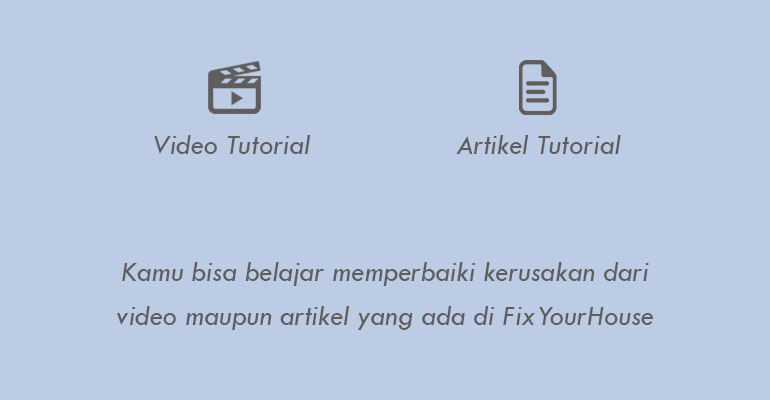 Video Tutorial
Artikel Tutorial
Kamu bisa belajar memperbaiki kerusakan dari
video maupun artikel yang ada di FixYourHouse